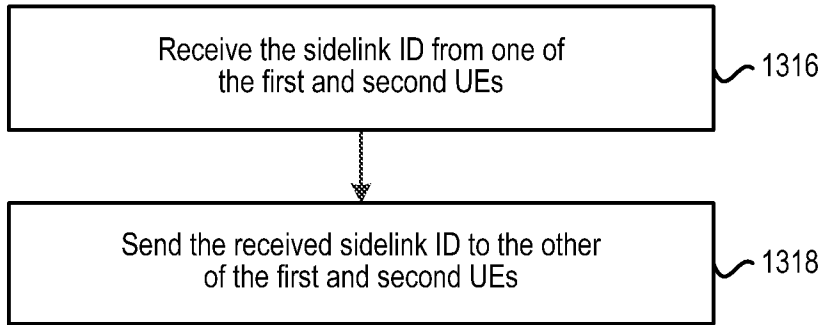 Receive the sidelink ID from one of
the first and second UEs
1316
Send the received sidelink ID to the other
of the first and second UEs
1318